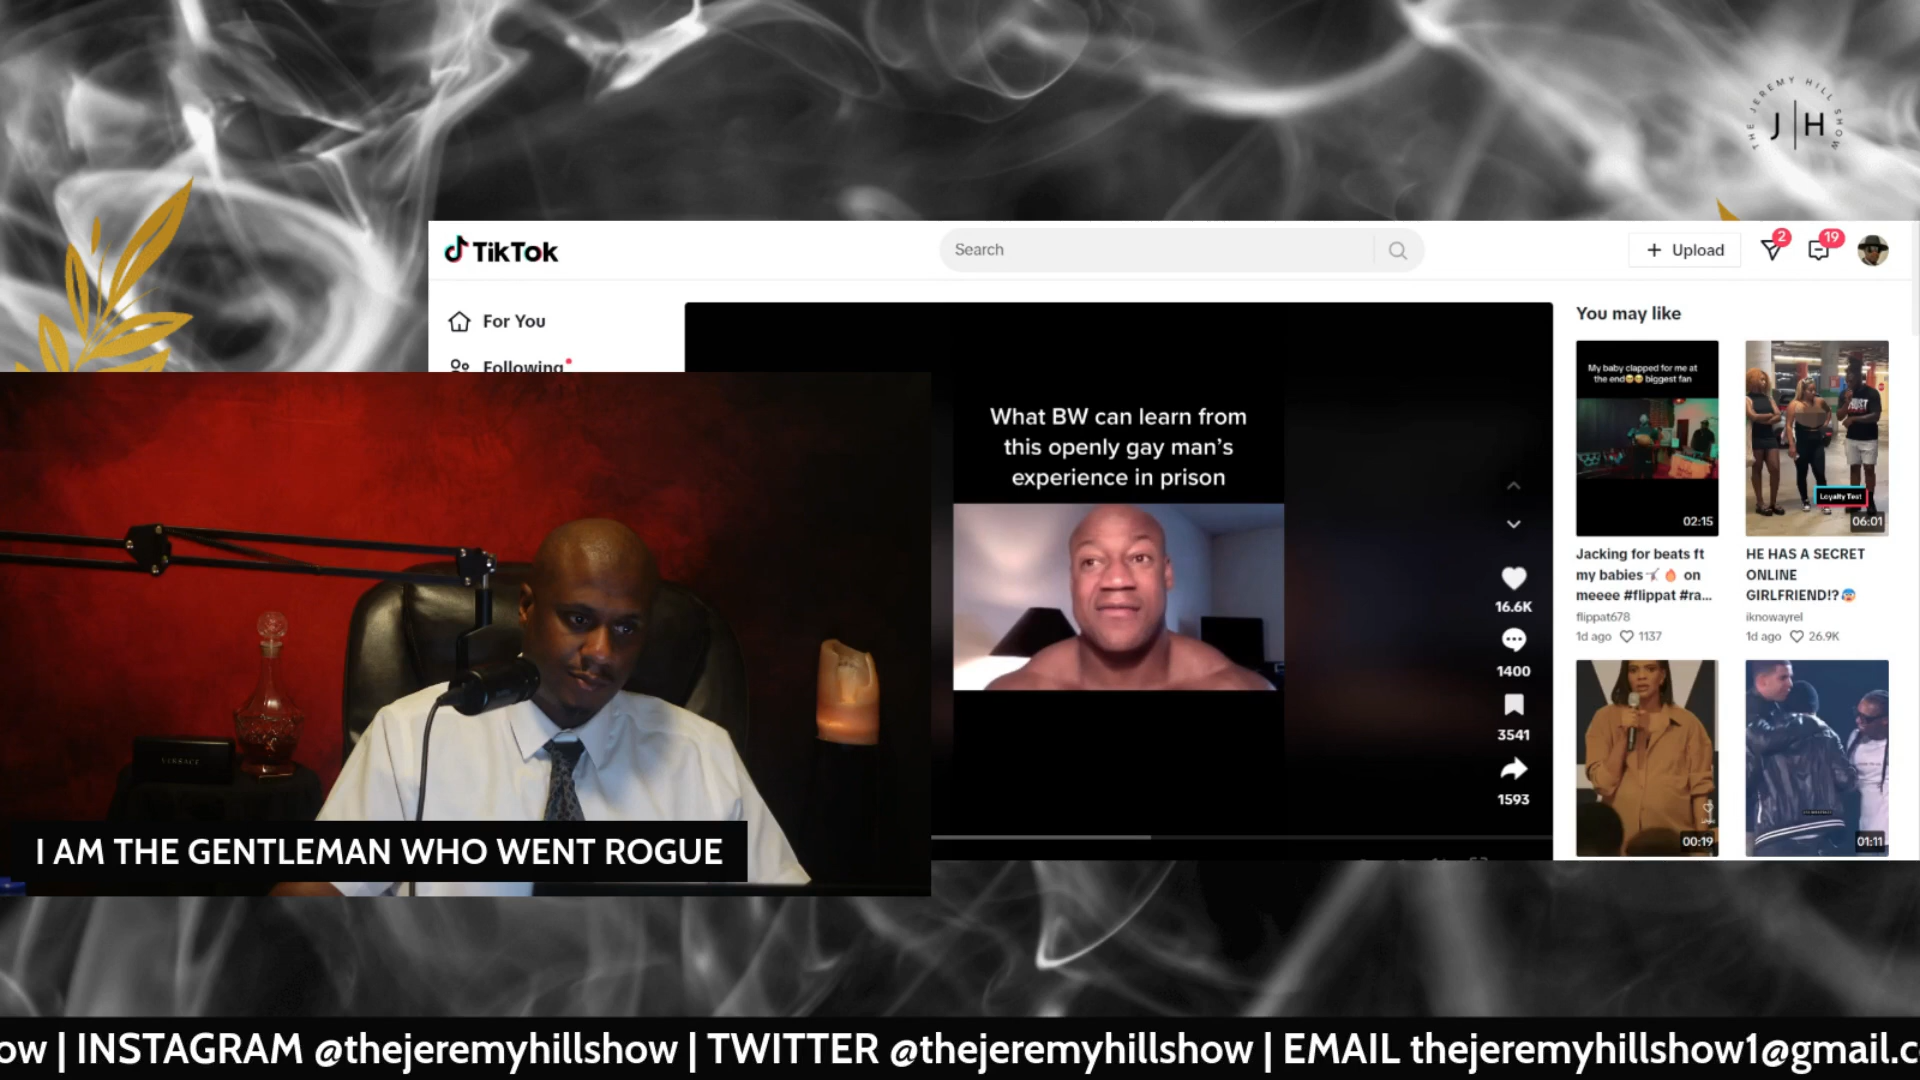 THE JEREMY HILL SHOW
J | H
TikTok
Search
+ Upload
2
19
For You
Following
You may like
What BW can learn from
this openly gay man's
experience in prison
My baby clapped for me at
the end🥹🥹 biggest fan
02:15
Loyalty Test
06:01
Jacking for beats ft
my babies🤸🏾🔥 on
meeee #flippat #ra...
flippat678
1d ago 1137
HE HAS A SECRET
ONLINE
GIRLFRIEND!?😨
iknowayrel
1d ago 26.9K
16.6K
1400
3541
1593
00:19
01:11
VERSACE
I AM THE GENTLEMAN WHO WENT ROGUE
ow | INSTAGRAM @thejeremyhillshow | TWITTER @thejeremyhillshow | EMAIL thejeremyhillshow1@gmail.c